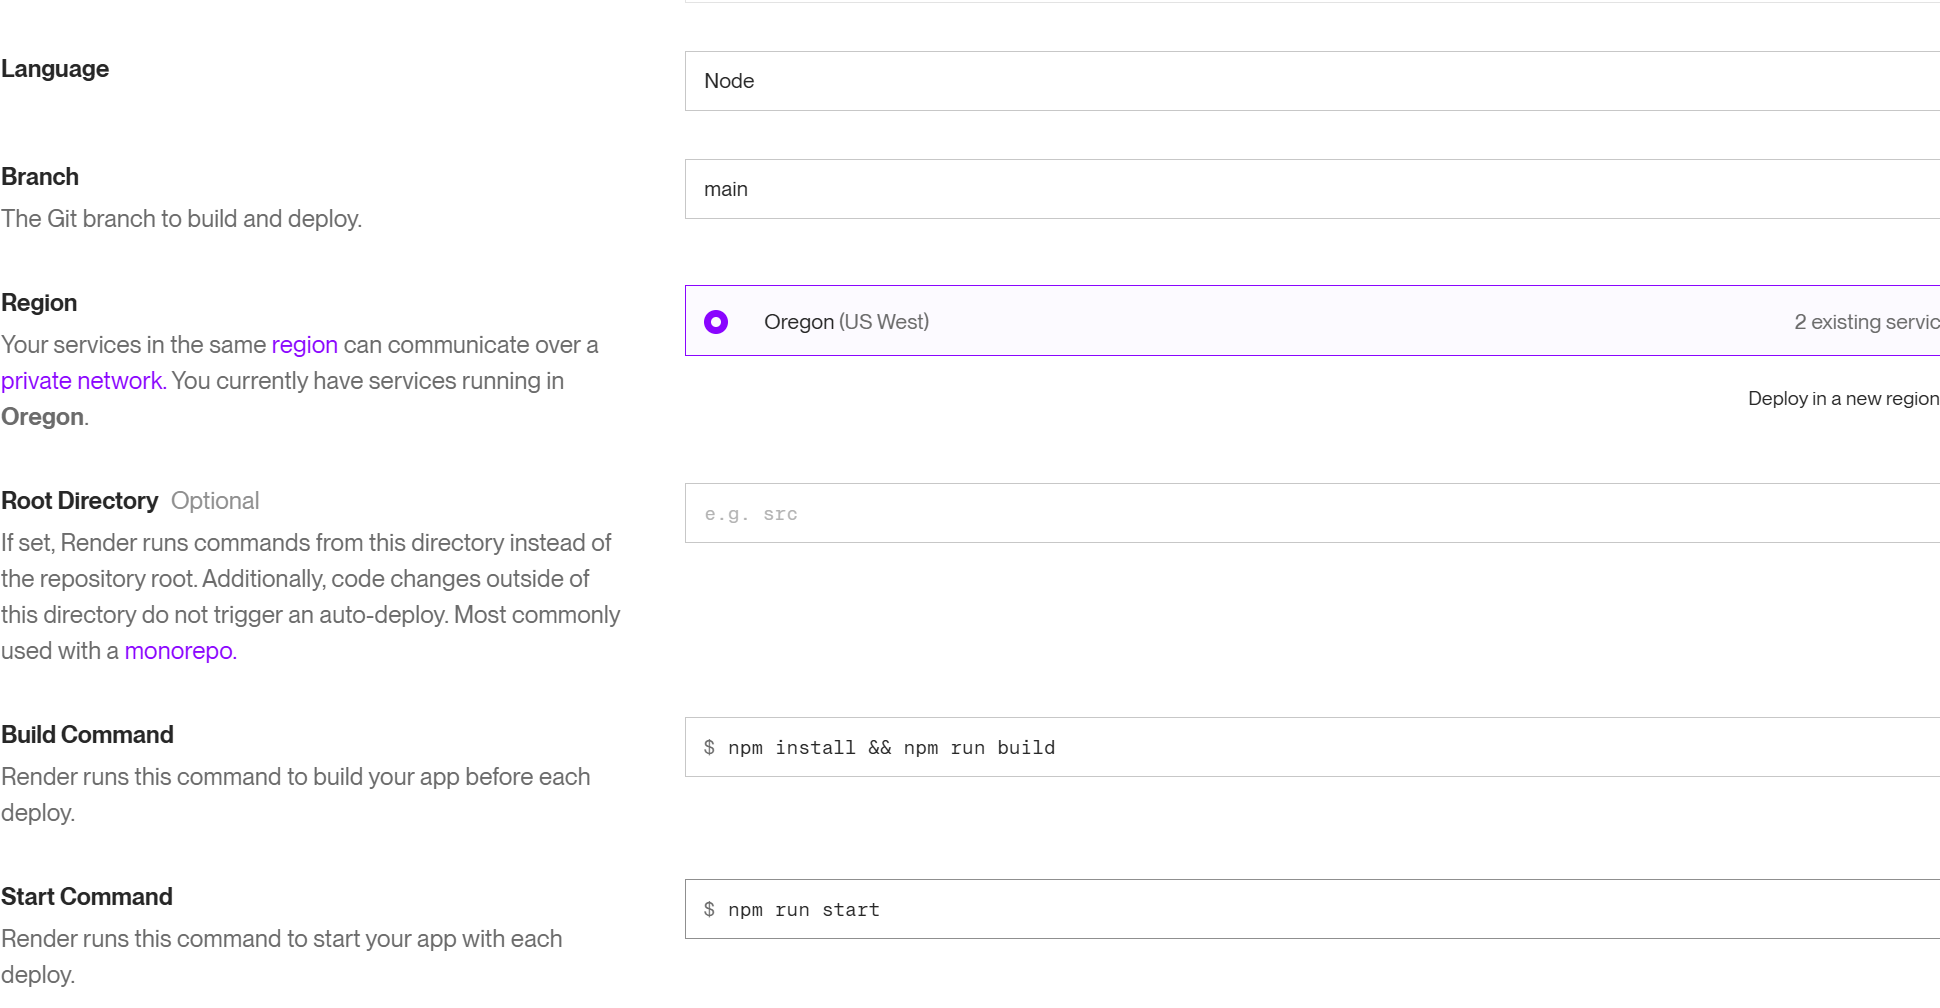 Language
Node
Branch
The Git branch to build and deploy.
main
Region
Your services in the same region can communicate over a
private network. You currently have services running in
Oregon.
Oregon (US West)
2 existing servic
Deploy in a new region
Root Directory Optional
If set, Render runs commands from this directory instead of
the repository root. Additionally, code changes outside of
this directory do not trigger an auto-deploy. Most commonly
used with a monorepo.
e.g. src
Build Command
Render runs this command to build your app before each
deploy.
$ npm install && npm run build
Start Command
Render runs this command to start your app with each
deploy.
$ npm run start